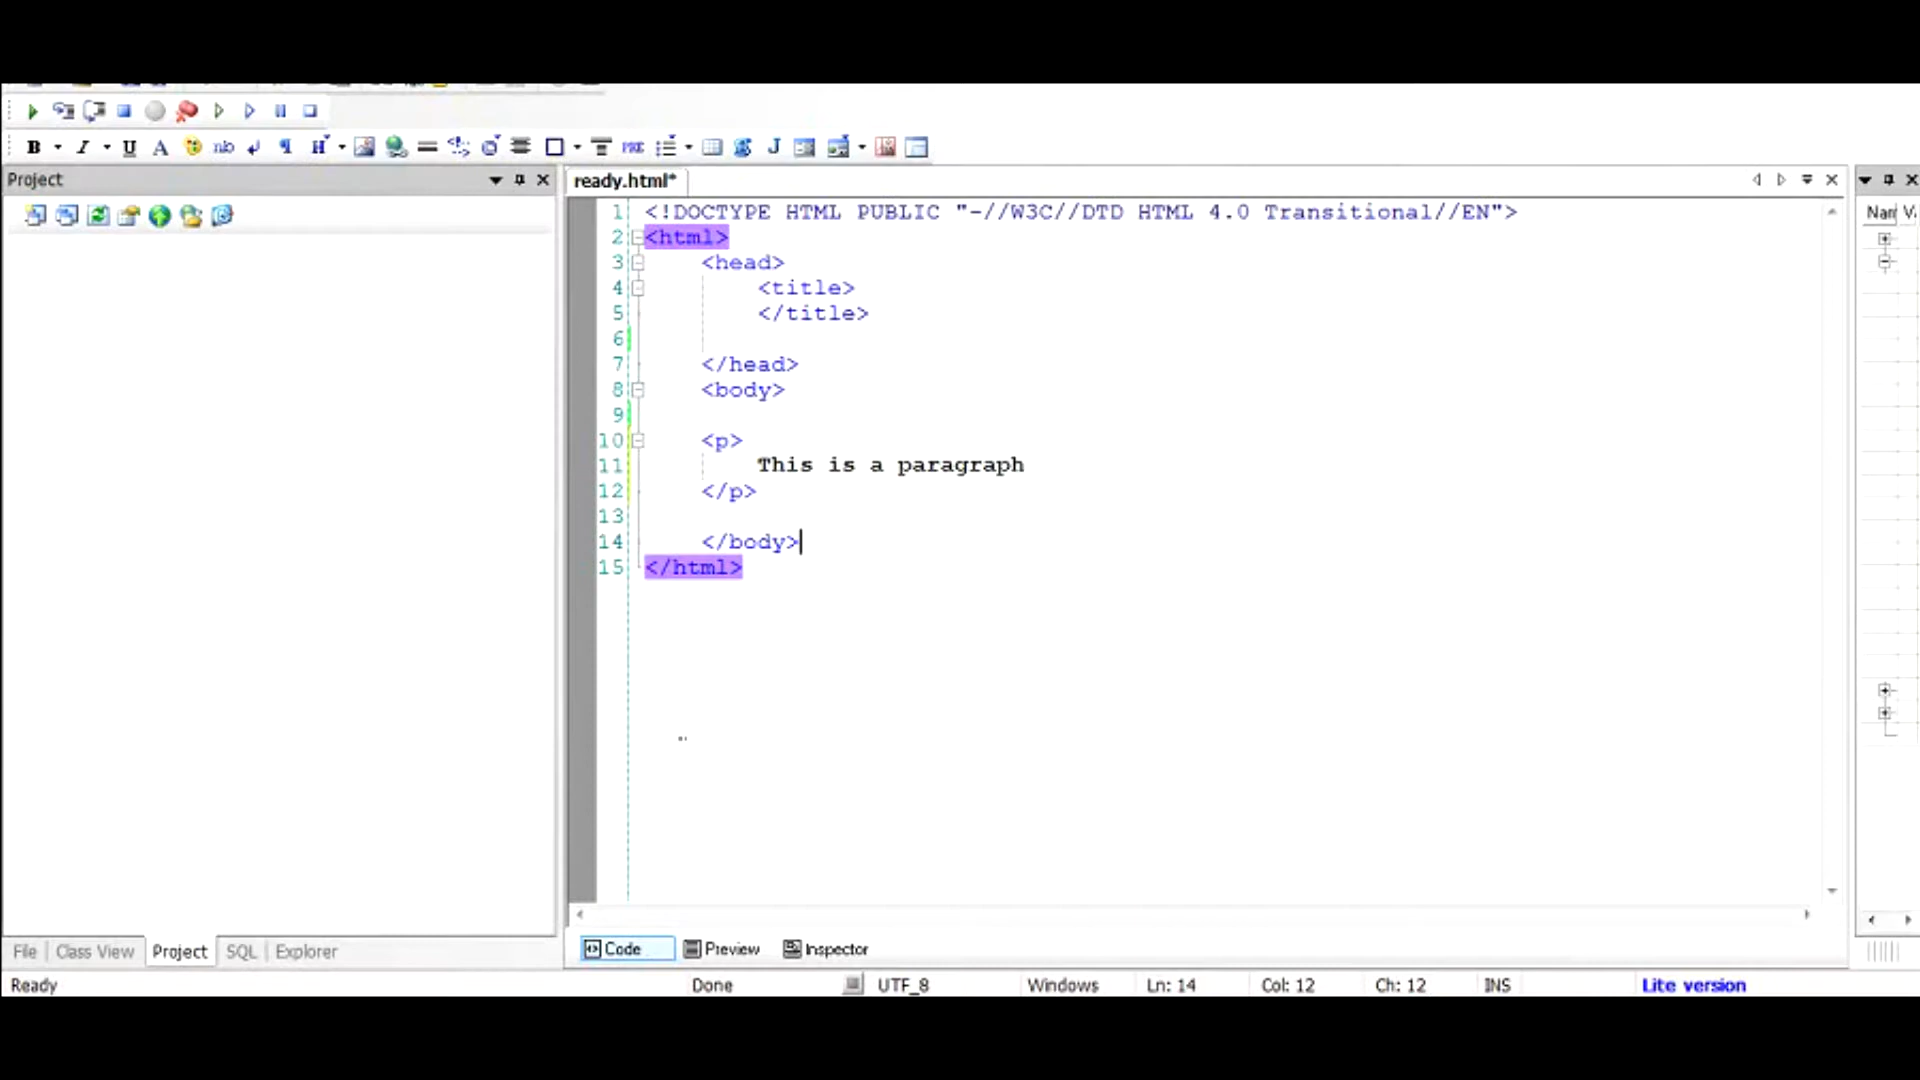 B I U A nb ¶ H PRE J
Project
ready.html*
Nan V
1 <!DOCTYPE HTML PUBLIC "-//W3C//DTD HTML 4.0 Transitional//EN">
2 <html>
3 <head>
4 <title>
5 </title>
6
7 </head>
8 <body>
9
10 <p>
11 This is a paragraph
12 </p>
13
14 </body>
15 </html>
File Class View Project SQL Explorer
Code Preview Inspector
Ready Done UTF_8 Windows Ln: 14 Col: 12 Ch: 12 INS Lite version